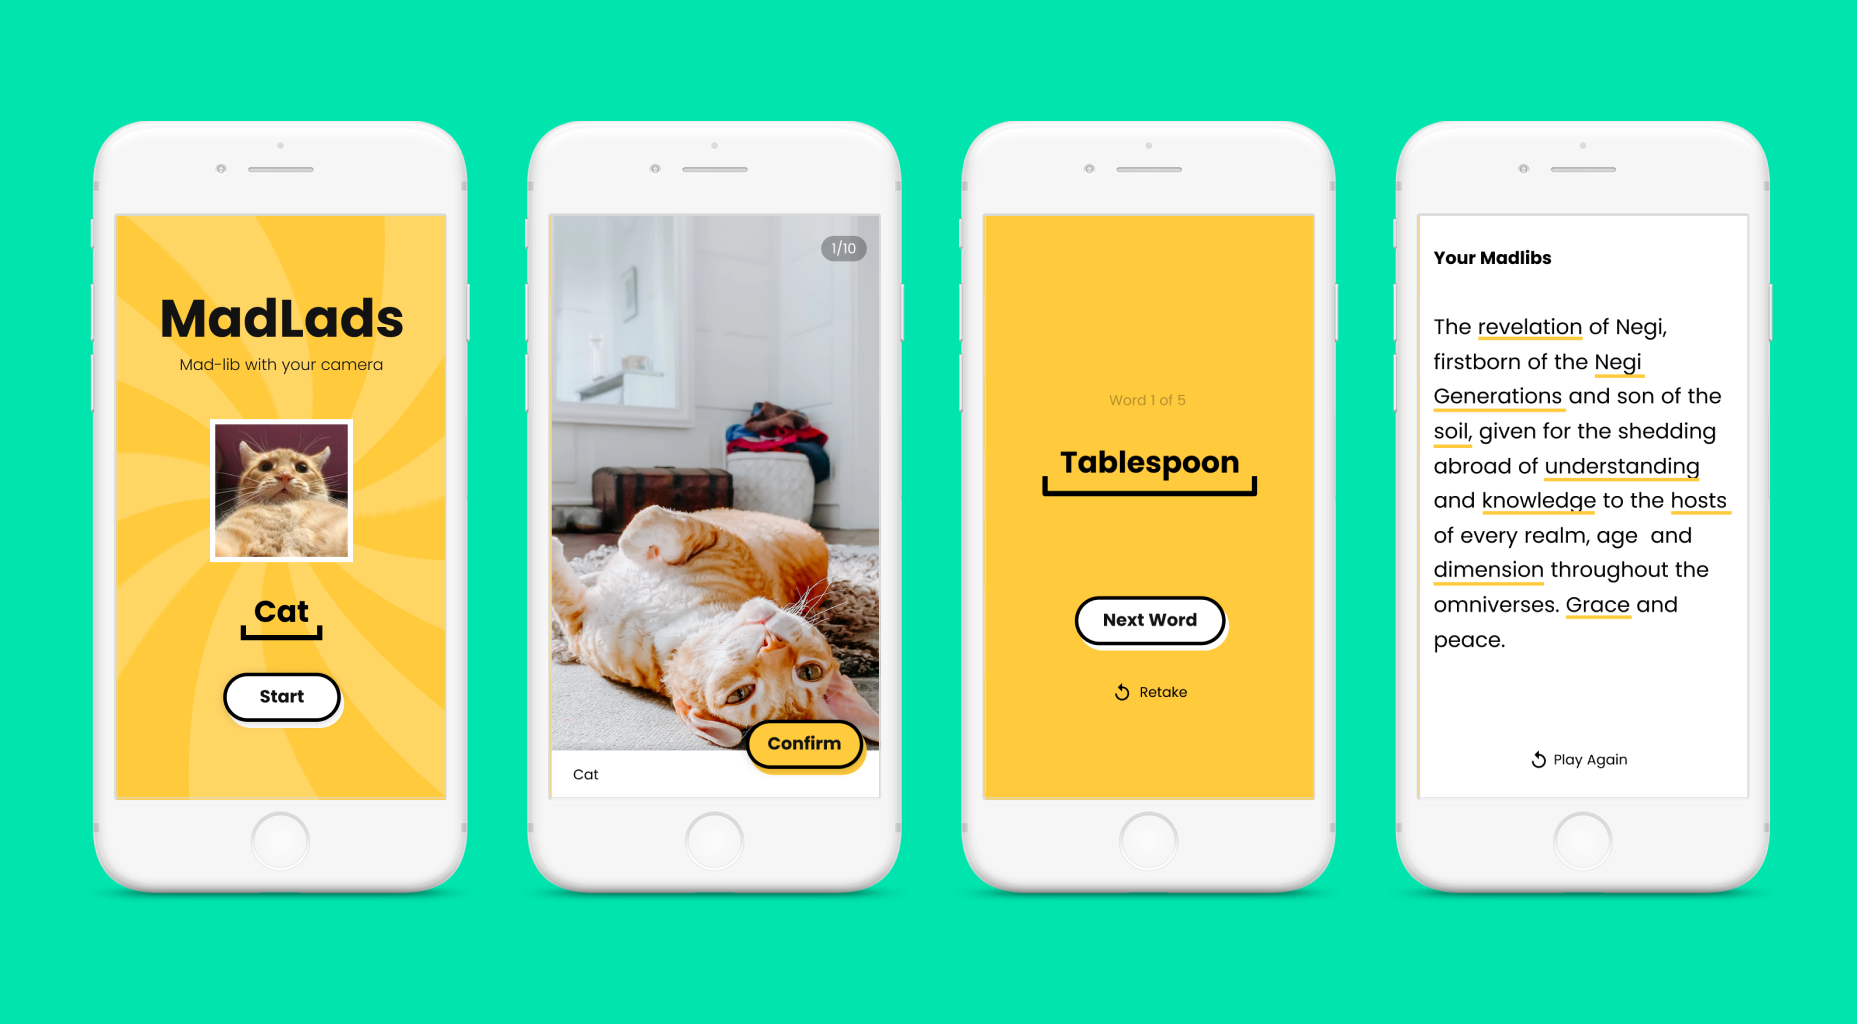 MadLads
Mad-lib with your camera
Cat
Start
1/10
Confirm
Cat
Word 1 of 5
Tablespoon
Next Word
Retake
Your Madlibs
The revelation of Negi,
firstborn of the Negi
Generations and son of the
soil, given for the shedding
abroad of understanding
and knowledge to the hosts
of every realm, age  and
dimension throughout the
omniverses. Grace and
peace.
Play Again